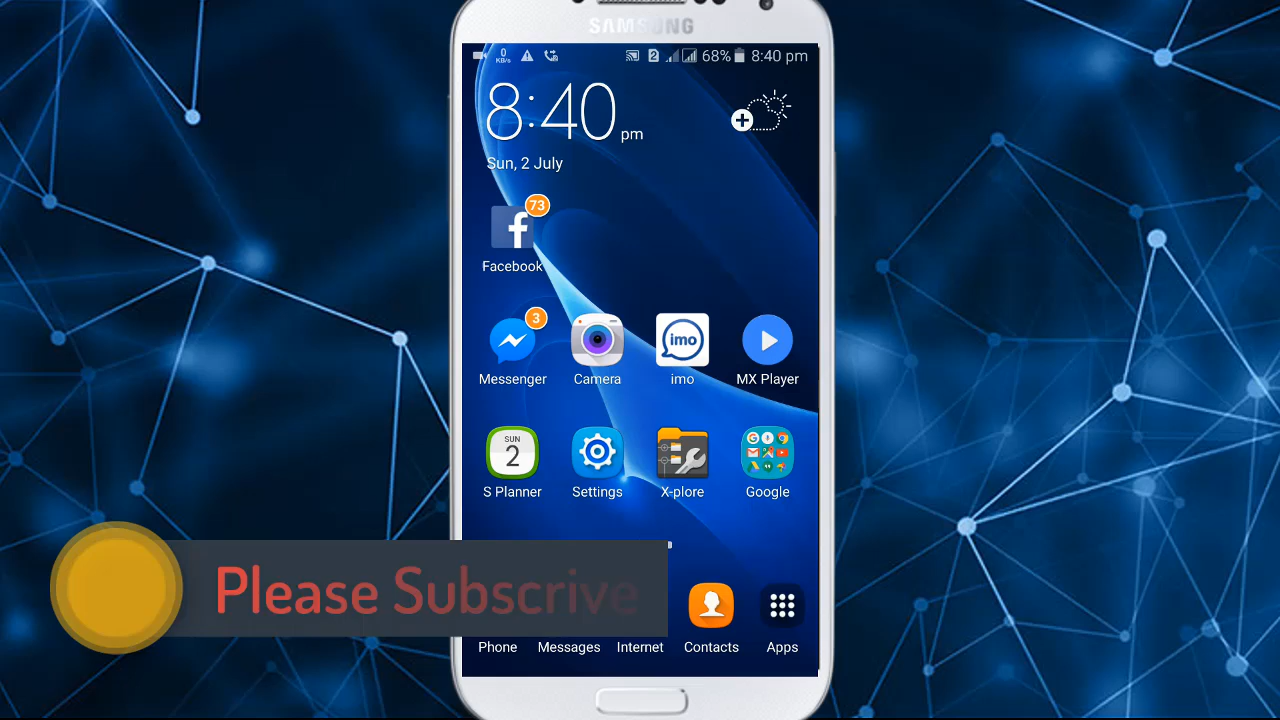 SAMSUNG
0 KB/s 2 68% 8:40 pm
8:40 pm
Sun, 2 July
73
Facebook
3
imo
Messenger Camera imo MX Player
SUN
2
S Planner Settings X-plore Google
Please Subscrive
Phone Messages Internet Contacts Apps